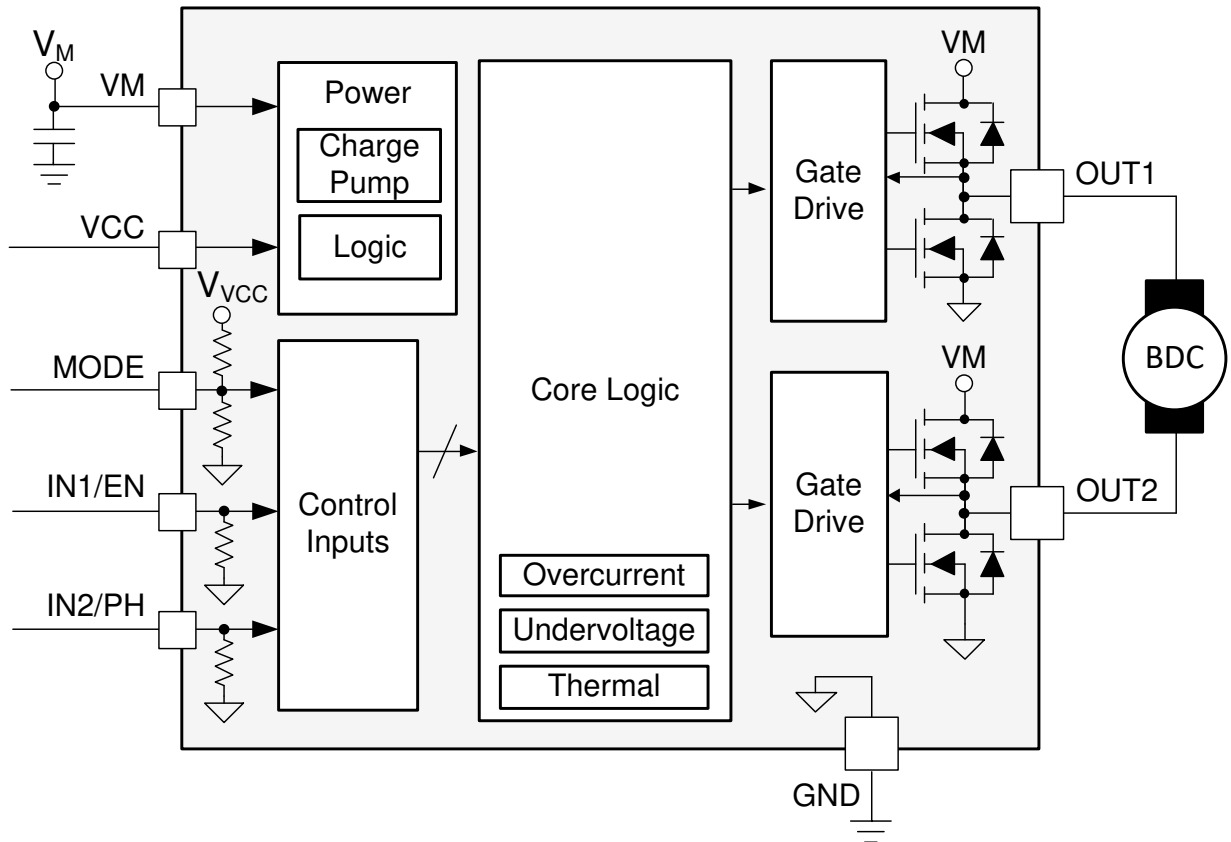 VM
VM
VCC
Power
Charge
Pump
Logic
VVCC
MODE
IN1/EN
IN2/PH
Control
Inputs
Core Logic
Overcurrent
Undervoltage
Thermal
Gate
Drive
VM
OUT1
BDC
Gate
Drive
VM
OUT2
GND